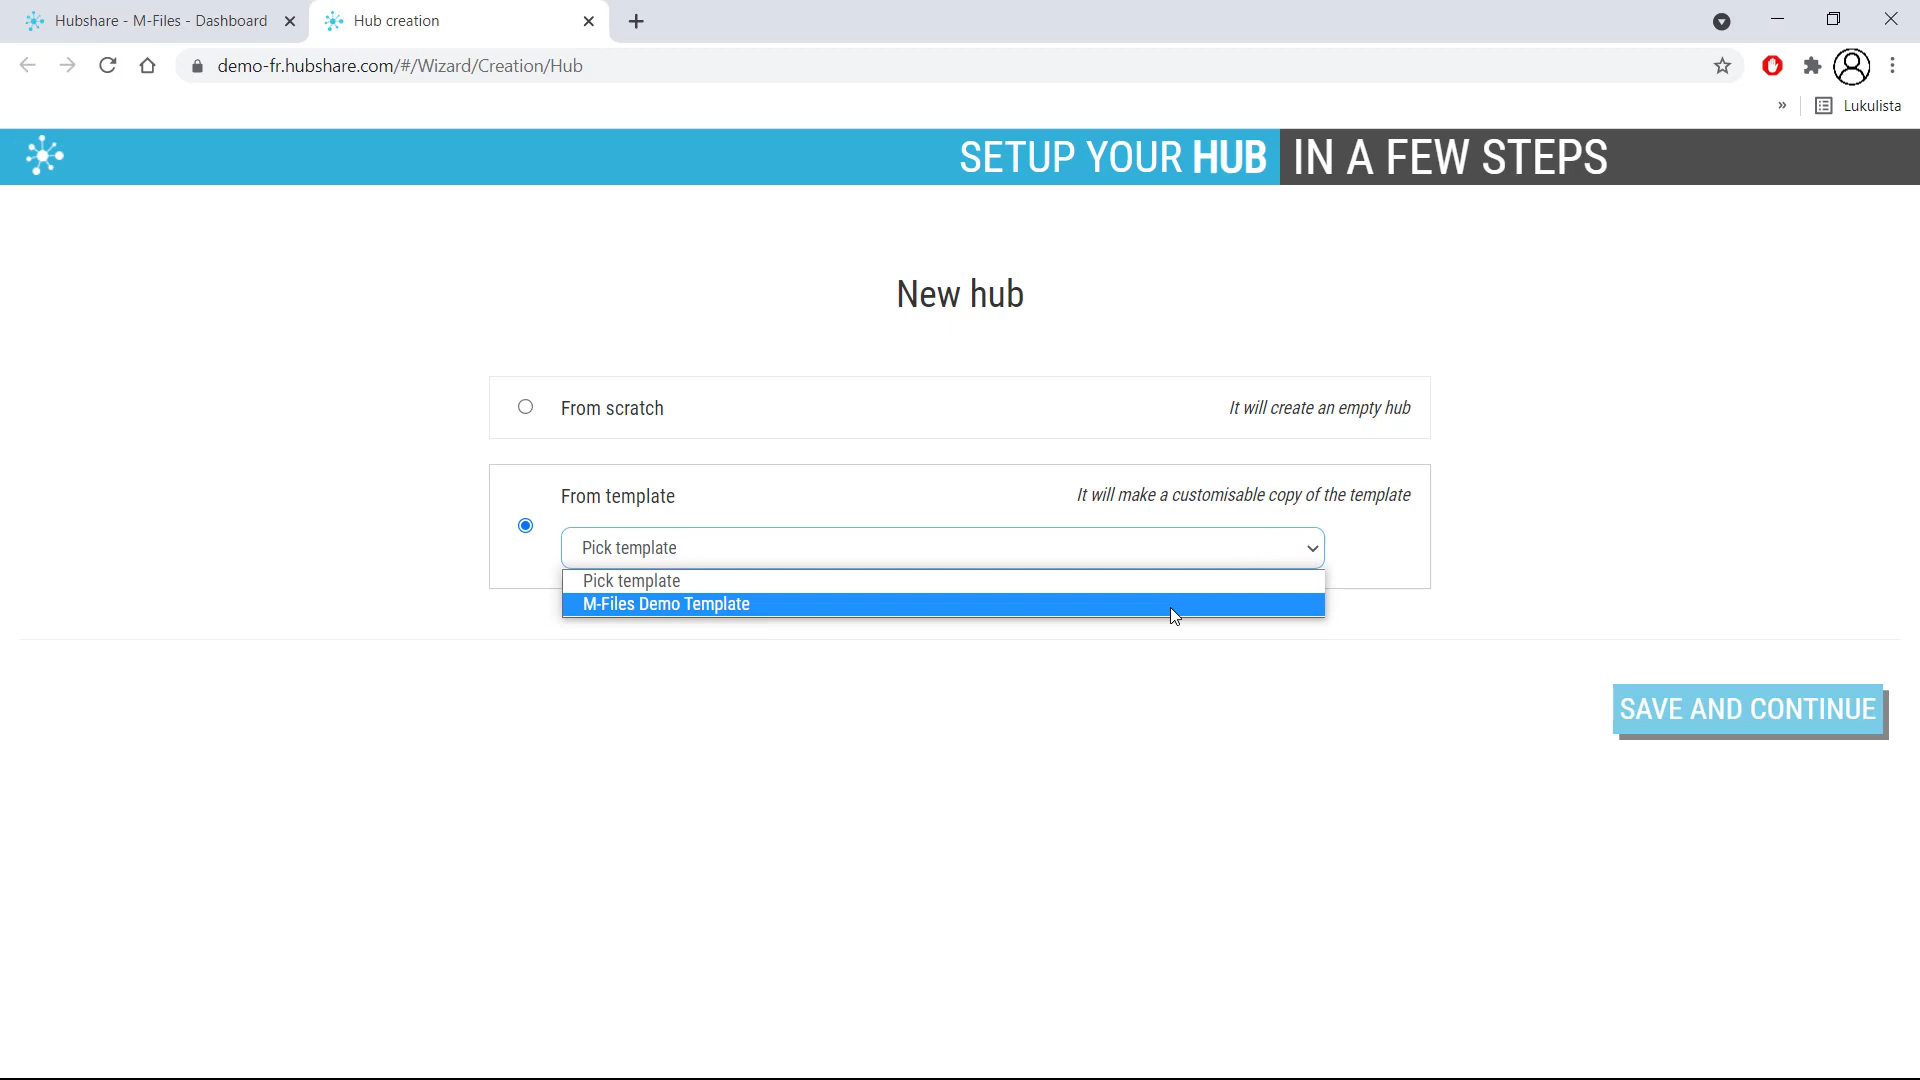 Hubshare - M-Files - Dashboard
Hub creation
demo-fr.hubshare.com/#/Wizard/Creation/Hub
» Lukulista
SETUP YOUR HUB IN A FEW STEPS
New hub
From scratch It will create an empty hub
From template It will make a customisable copy of the template
Pick template
Pick template
M-Files Demo Template
SAVE AND CONTINUE